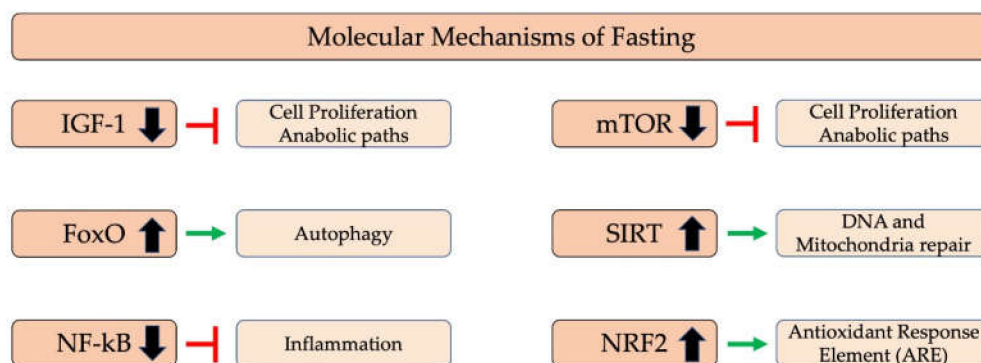 Molecular Mechanisms of Fasting
IGF-1
Cell Proliferation
Anabolic paths
mTOR
Cell Proliferation
Anabolic paths
FoxO
Autophagy
SIRT
DNA and
Mitochondria repair
NF-kB
Inflammation
NRF2
Antioxidant Response
Element (ARE)